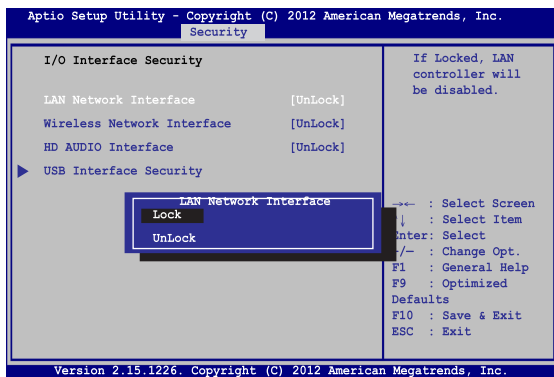 Aptio Setup Utility - Copyright (C) 2012 American Megatrends, Inc.
Security
I/O Interface Security
LAN Network Interface [UnLock]
Wireless Network Interface [UnLock]
HD AUDIO Interface [UnLock]
USB Interface Security
If Locked, LAN
controller will
be disabled.
LAN Network Interface
Lock
UnLock
→← : Select Screen
↓ : Select Item
Enter: Select
+/— : Change Opt.
F1 : General Help
F9 : Optimized
Defaults
F10 : Save & Exit
ESC : Exit
Version 2.15.1226. Copyright (C) 2012 American Megatrends, Inc.